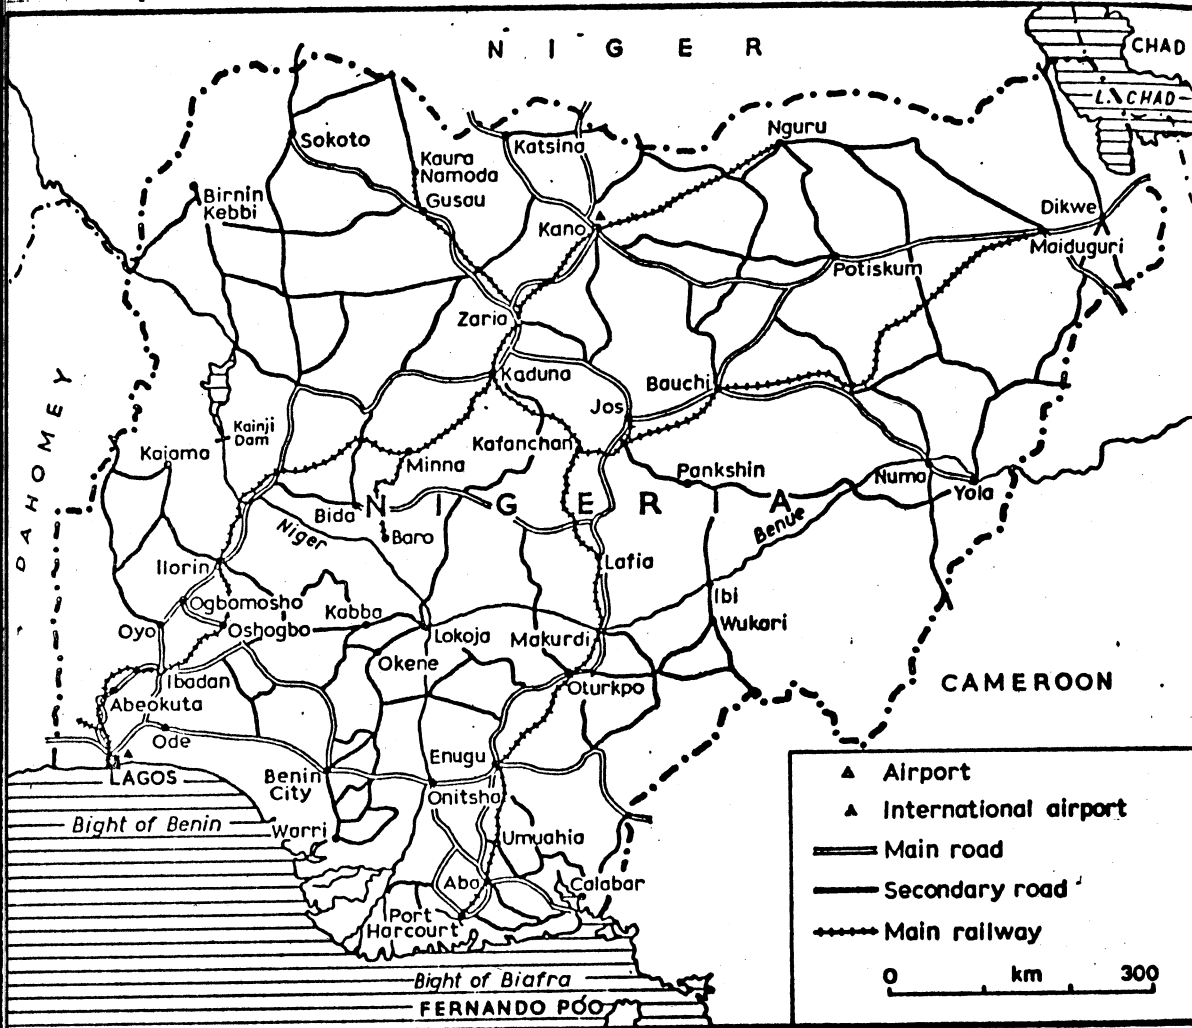 NIGER
CHAD
L. CHAD
Nguru
Sokoto
Katsina
Kaura
Namoda
Birnin
Kebbi
Gusau
Dikwe
Kano
Maiduguri
Potiskum
Zaria
Kaduna
Bauchi
DAHOMEY
Jos
Kainji
Dam
Kafanchan
Kaiama
Minna
Pankshin
Numa
Yola
NIGERIA
Bida
Benue
Niger
Baro
Ilorin
Lafia
Ogbomosho
Kabba
Ibi
Oyo
Oshogbo
Wukari
Lokoja
Makurdi
Okene
Ibadan
Oturkpo
CAMEROON
Abeokuta
Ode
Enugu
LAGOS
Benin
City
Onitsha
Bight of Benin
Warri
Umuahia
Aba
Calabar
Port
Harcourt
Bight of Biafra
FERNANDO PÓO
Airport
International airport
Main road
Secondary road
Main railway
0 km 300